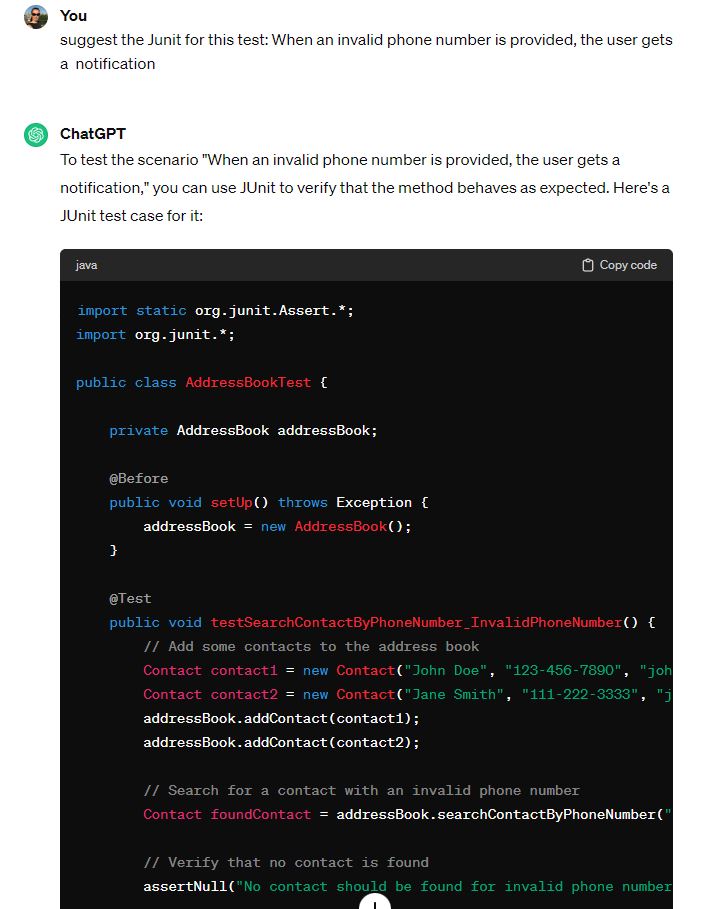 You
suggest the Junit for this test: When an invalid phone number is provided, the user gets
a notification
ChatGPT
To test the scenario "When an invalid phone number is provided, the user gets a
notification," you can use JUnit to verify that the method behaves as expected. Here's a
JUnit test case for it:
java Copy code
import static org.junit.Assert.*;
import org.junit.*;
public class AddressBookTest {
private AddressBook addressBook;
@Before
public void setUp() throws Exception {
addressBook = new AddressBook();
}
@Test
public void testSearchContactByPhoneNumber_InvalidPhoneNumber() {
// Add some contacts to the address book
Contact contact1 = new Contact("John Doe", "123-456-7890", "joh
Contact contact2 = new Contact("Jane Smith", "111-222-3333", "j
addressBook.addContact(contact1);
addressBook.addContact(contact2);
// Search for a contact with an invalid phone number
Contact foundContact = addressBook.searchContactByPhoneNumber("
// Verify that no contact is found
assertNull("No contact should be found for invalid phone number